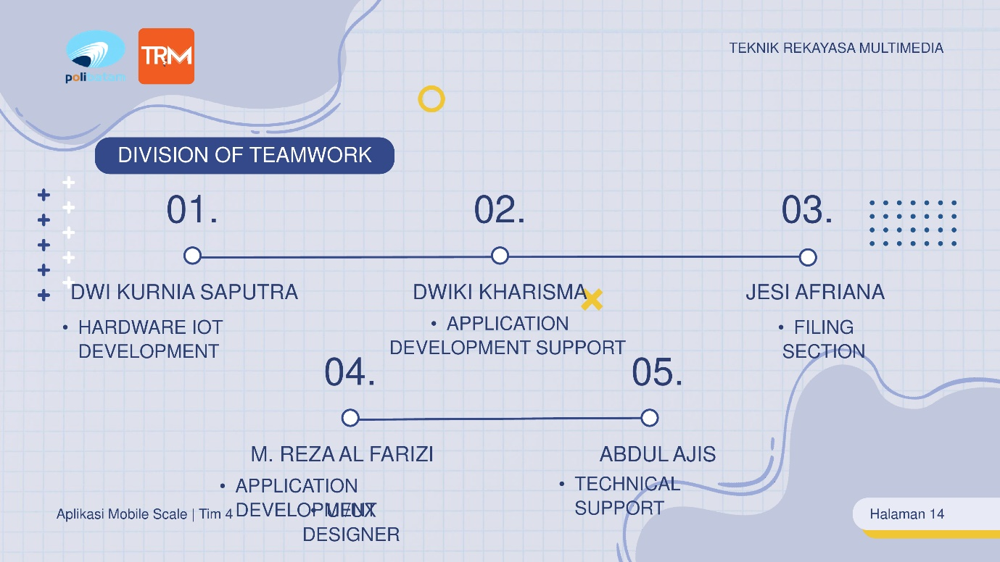 polibatam
TRM
TEKNIK REKAYASA MULTIMEDIA
DIVISION OF TEAMWORK
01.
02.
03.
DWI KURNIA SAPUTRA
DWIKI KHARISMA
JESI AFRIANA
• HARDWARE IOT
DEVELOPMENT
• APPLICATION
DEVELOPMENT SUPPORT
• FILING
SECTION
04.
05.
M. REZA AL FARIZI
ABDUL AJIS
• APPLICATION
DEVELOPMENT
• UI/UX
DESIGNER
• TECHNICAL
SUPPORT
Aplikasi Mobile Scale | Tim 4
Halaman 14